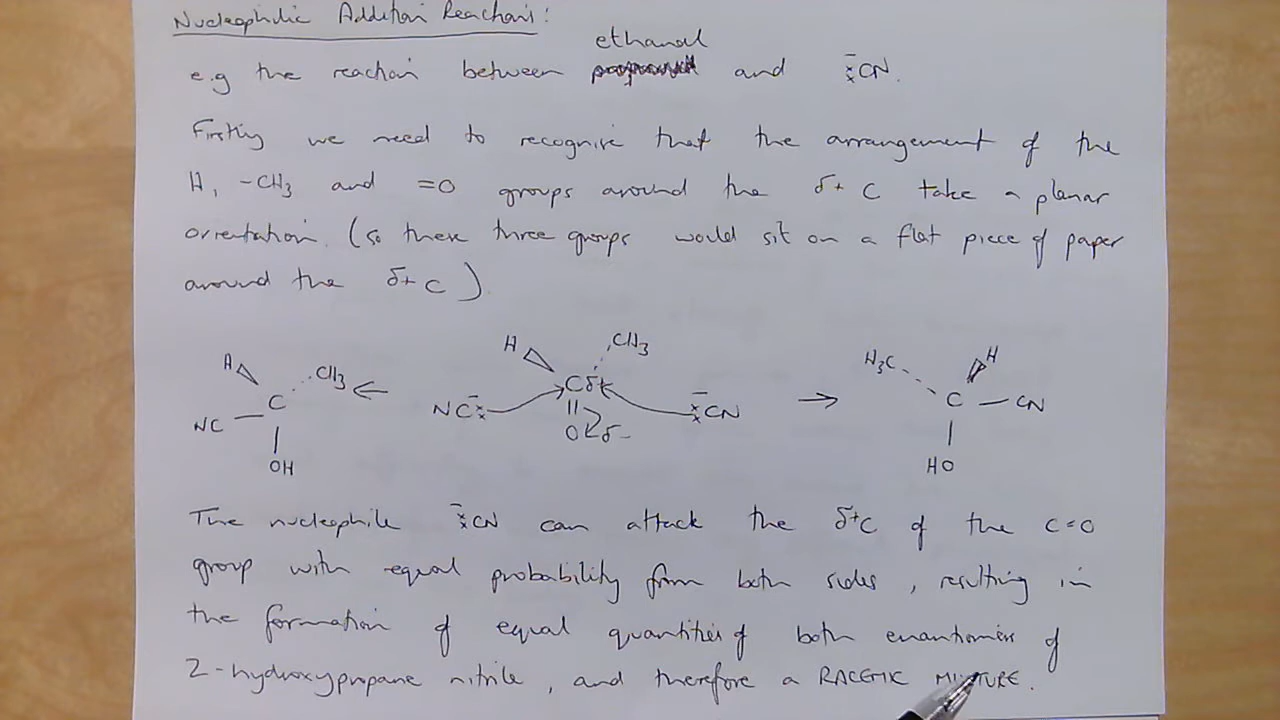 Nucleophilic Addition Reactions:
ethanal
e.g the reaction between and :CN.
Firstly we need to recognise that the arrangement of the
H, -CH3 and =O groups around the δ+ C take a planar
orientation. (so these three groups would sit on a flat piece of paper
around the δ+ C)
H CH3 C NC OH
H CH3 Cδ+ NC:- :-CN O δ-
H3C H C CN HO
The nucleophile :-CN can attack the δ+C of the C=O
group with equal probability from both sides, resulting in
the formation of equal quantities of both enantiomers of
2-hydroxypropane nitrile, and therefore a RACEMIC MIXTURE.